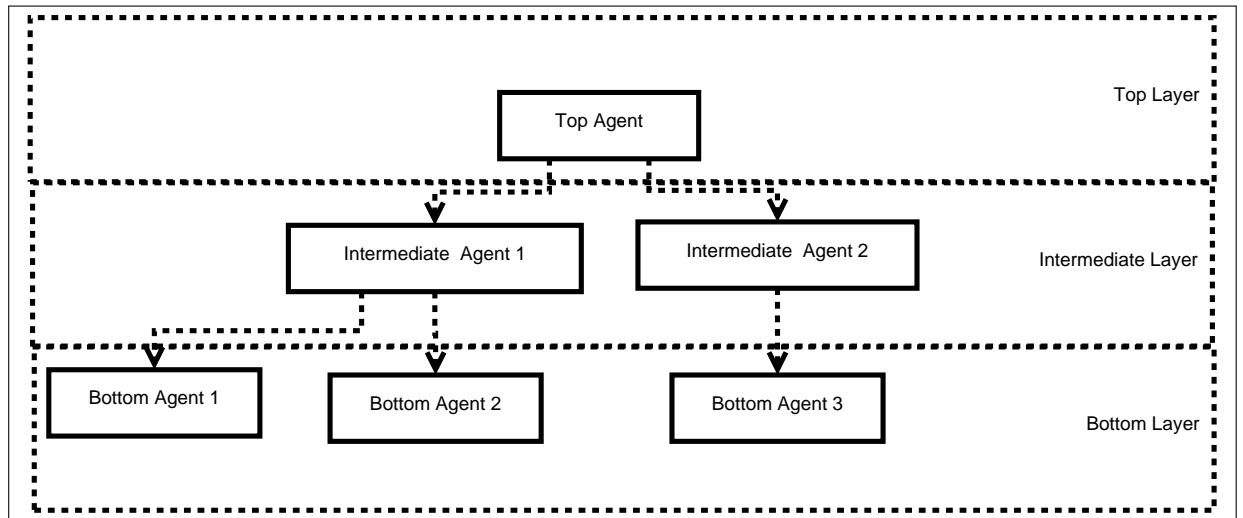 Top Layer
Top Agent
Intermediate  Agent 1
Intermediate  Agent 2
Intermediate Layer
Bottom Agent 1
Bottom Agent 2
Bottom Agent 3
Bottom Layer